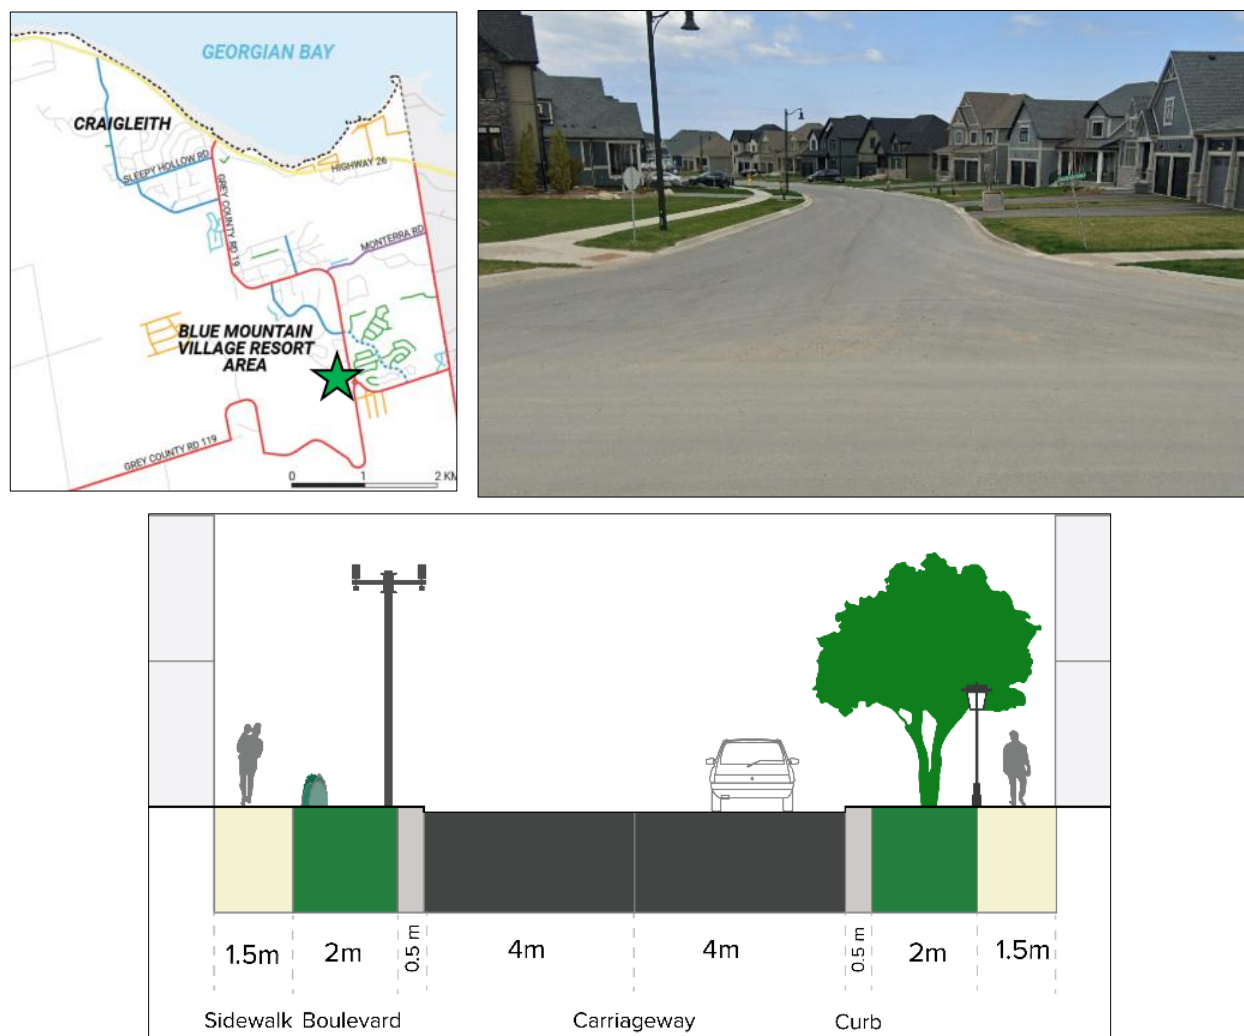 GEORGIAN BAY
CRAIGLEITH
SLEEPY HOLLOW RD
HIGHWAY 26
GREY COUNTY RD 19
MONTERRA RD
BLUE MOUNTAIN
VILLAGE RESORT
AREA
GREY COUNTY RD 119
0 1 2 KM
1.5m 2m 0.5 m 4m 4m 0.5 m 2m 1.5m
Sidewalk Boulevard Carriageway Curb